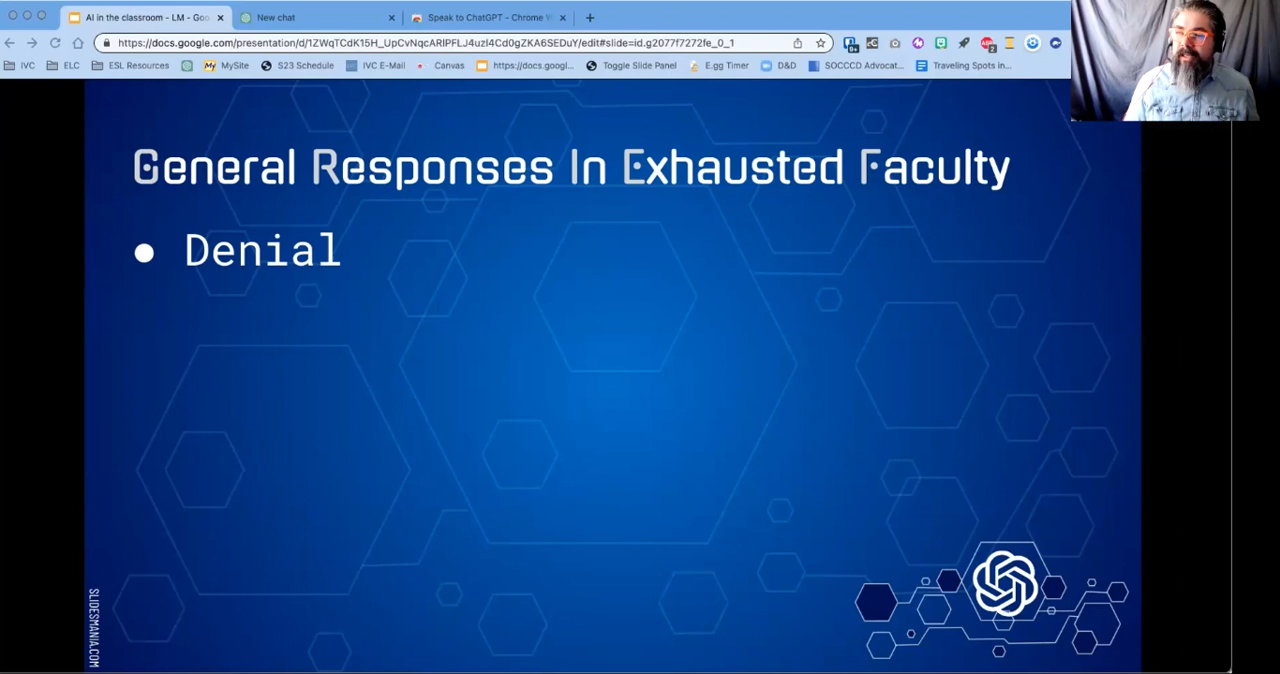 AI in the classroom - LM - Goo
New chat
Speak to ChatGPT - Chrome W
https://docs.google.com/presentation/d/1ZWqTCdK15H_UpCvNqcARIPFLJ4uzl4Cd0gZKA6SEDuY/edit#slide=id.g2077f7272fe_0_1
IVC
ELC
ESL Resources
MySite
S23 Schedule
IVC E-Mail
Canvas
https://docs.googl...
Toggle Slide Panel
E.gg Timer
D&D
SOCCCD Advocat...
Traveling Spots in...
General Responses In Exhausted Faculty
● Denial
SLIDESMANIA.COM